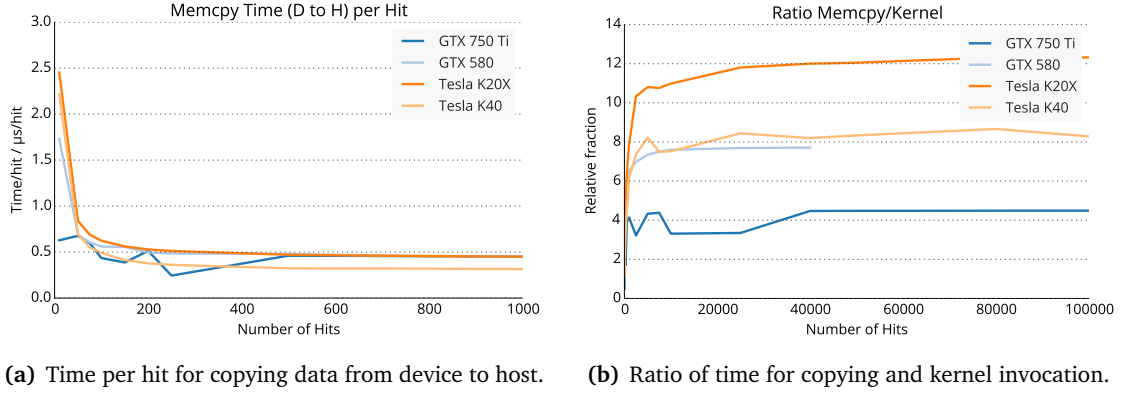 Memcpy Time (D to H) per Hit
3.0
2.5
2.0
1.5
1.0
0.5
0.0
Time/hit / µs/hit
GTX 750 Ti
GTX 580
Tesla K20X
Tesla K40
0 200 400 600 800 1000
Number of Hits
(a) Time per hit for copying data from device to host.
Ratio Memcpy/Kernel
14
12
10
8
6
4
2
0
Relative fraction
GTX 750 Ti
GTX 580
Tesla K20X
Tesla K40
0 20000 40000 60000 80000 100000
Number of Hits
(b) Ratio of time for copying and kernel invocation.